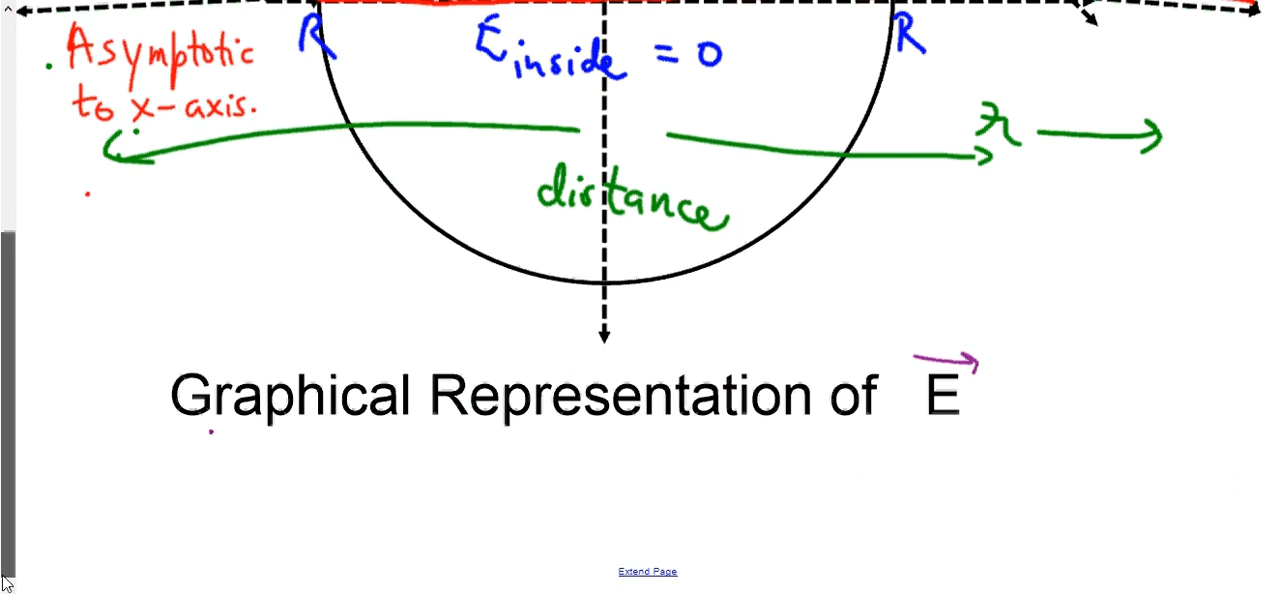 R E inside = 0 R
Asymptotic
to x-axis.
r
distance
Graphical Representation of E
Extend Page